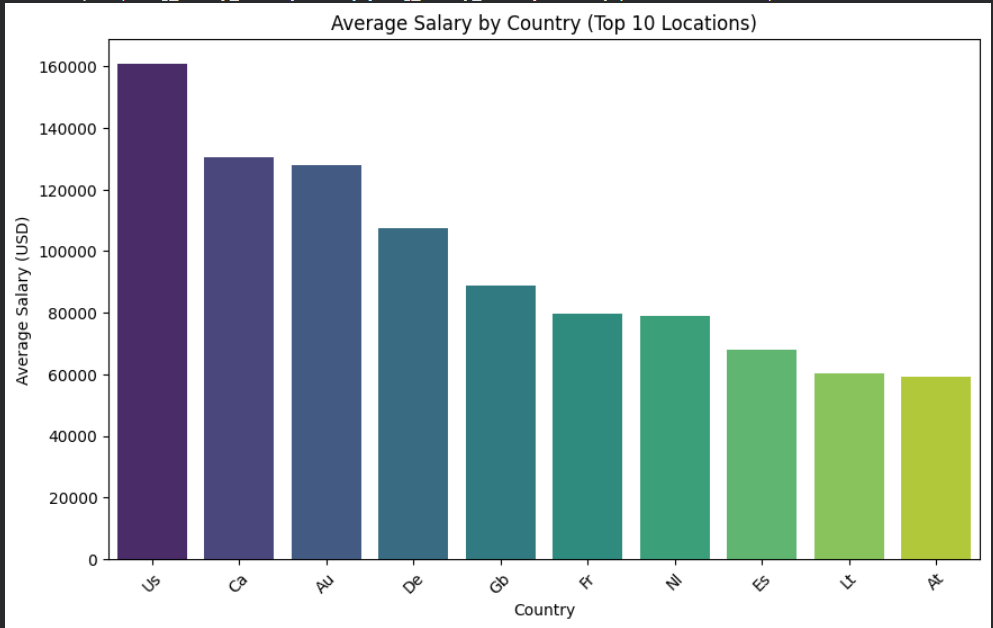 Average Salary by Country (Top 10 Locations)
160000
140000
120000
100000
80000
60000
40000
20000
0
Average Salary (USD)
Us Ca Au De Gb Fr Nl Es Lt At
Country